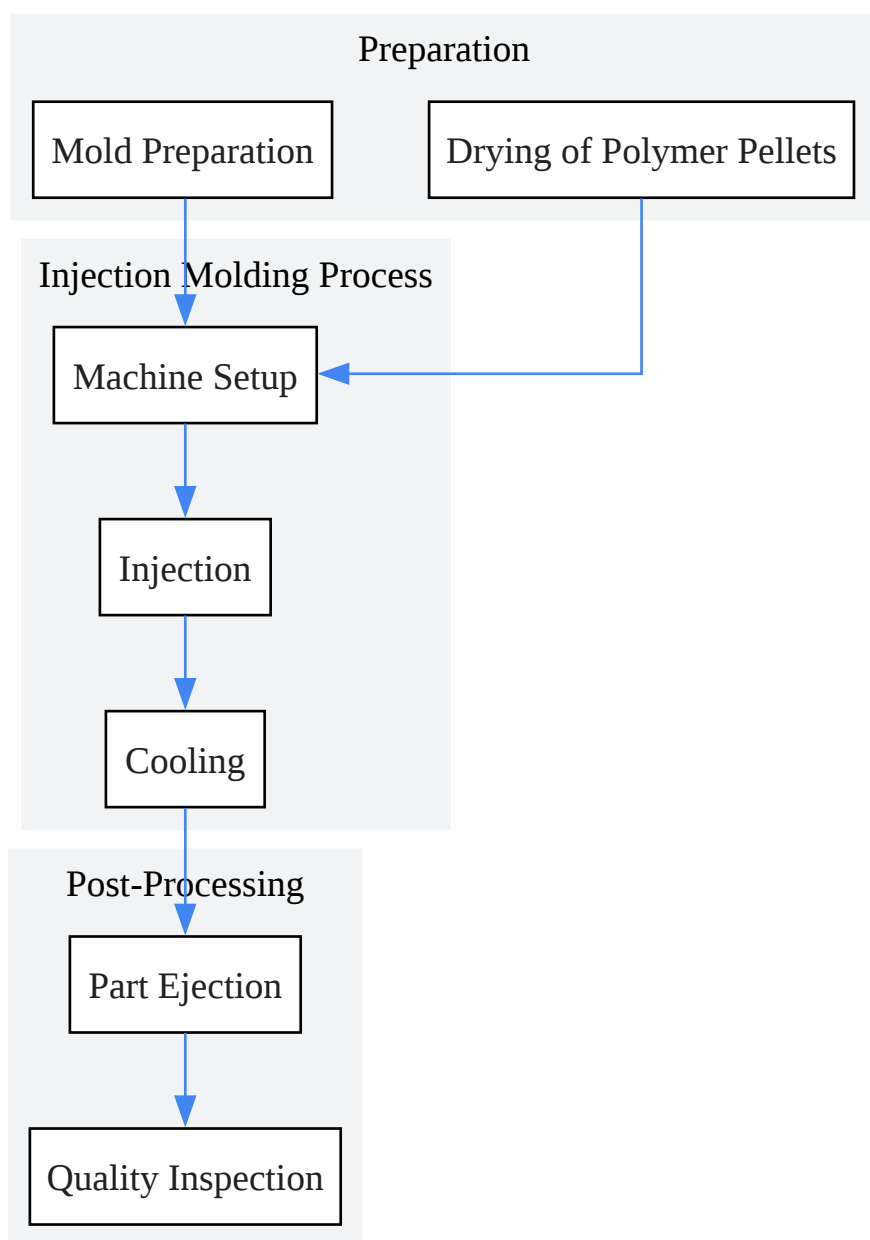 Preparation
Mold Preparation
Drying of Polymer Pellets
Injection Molding Process
Machine Setup
Injection
Cooling
Post-Processing
Part Ejection
Quality Inspection